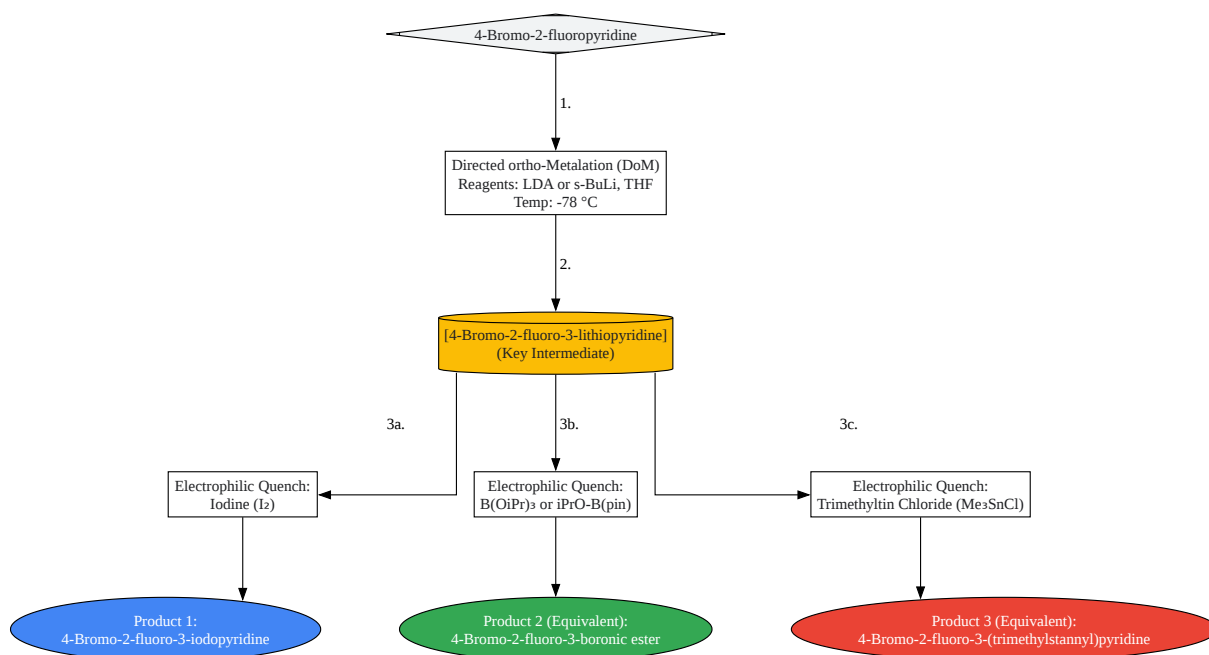 4-Bromo-2-fluoropyridine
1.
Directed ortho-Metalation (DoM)
Reagents: LDA or s-BuLi, THF
Temp: -78 °C
2.
[4-Bromo-2-fluoro-3-lithiopyridine]
(Key Intermediate)
3a.
3b.
3c.
Electrophilic Quench:
Iodine (I₂)
Electrophilic Quench:
B(OiPr)₃ or iPrO-B(pin)
Electrophilic Quench:
Trimethyltin Chloride (Me₃SnCl)
Product 1:
4-Bromo-2-fluoro-3-iodopyridine
Product 2 (Equivalent):
4-Bromo-2-fluoro-3-boronic ester
Product 3 (Equivalent):
4-Bromo-2-fluoro-3-(trimethylstannyl)pyridine